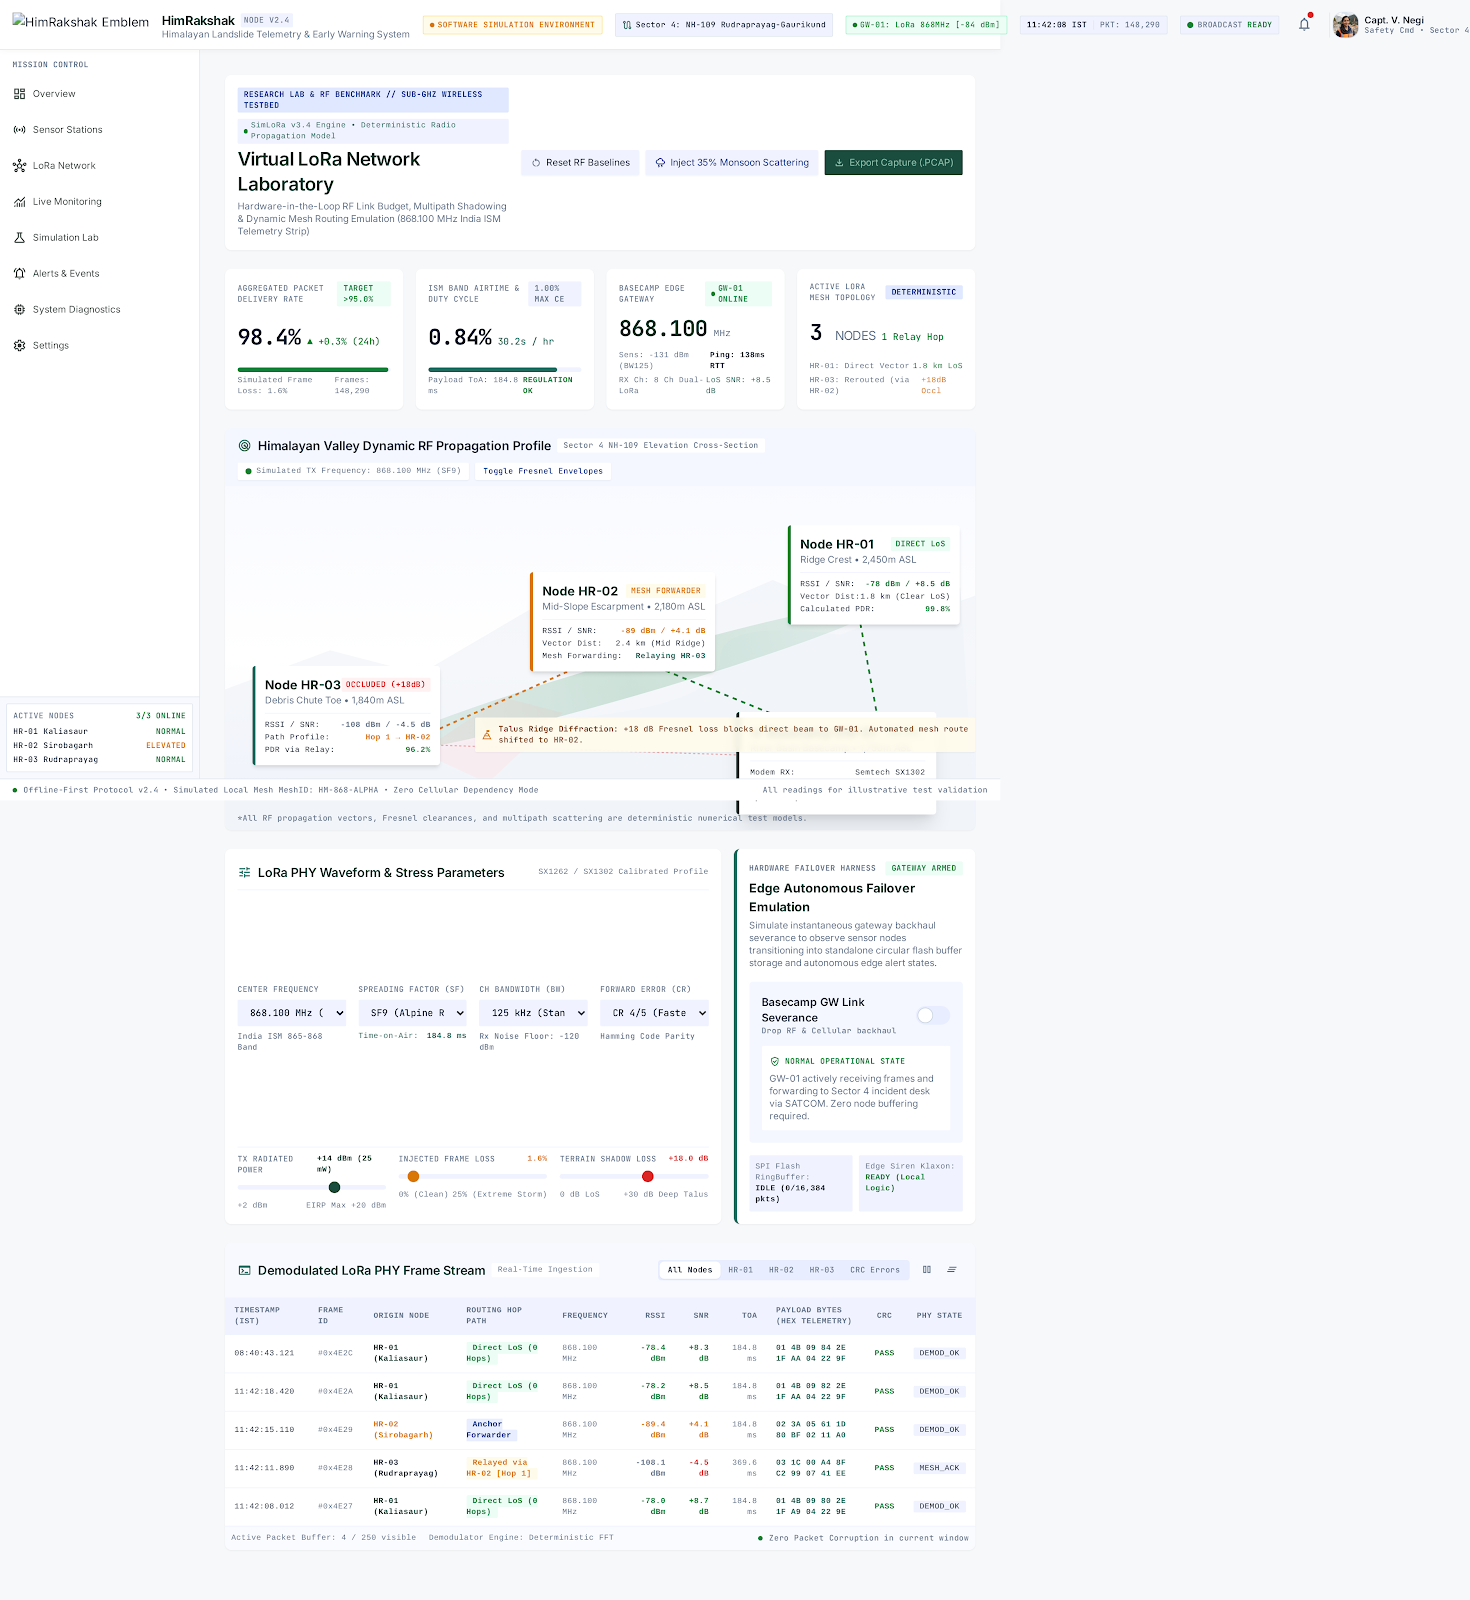 HimRakshak Emblem
HimRakshak NODE V2.4
Himalayan Landslide Telemetry & Early Warning System
SOFTWARE SIMULATION ENVIRONMENT
Sector 4: NH-109 Rudraprayag-Gaurikund
GW-01: LoRa 868MHz [-84 dBm]
11:42:08 IST PKT: 148,290
BROADCAST READY
Capt. V. Negi
Safety Cmd • Sector 4
MISSION CONTROL
Overview
Sensor Stations
LoRa Network
Live Monitoring
Simulation Lab
Alerts & Events
System Diagnostics
Settings
ACTIVE NODES 3/3 ONLINE
HR-01 Kaliasaur NORMAL
HR-02 Sirobagarh ELEVATED
HR-03 Rudraprayag NORMAL
RESEARCH LAB & RF BENCHMARK // SUB-GHZ WIRELESS
TESTBED
SimLoRa v3.4 Engine • Deterministic Radio
Propagation Model
Virtual LoRa Network
Laboratory
Hardware-in-the-Loop RF Link Budget, Multipath Shadowing
& Dynamic Mesh Routing Emulation (868.100 MHz India ISM
Telemetry Strip)
Reset RF Baselines
Inject 35% Monsoon Scattering
Export Capture (.PCAP)
AGGREGATED PACKET
DELIVERY RATE
TARGET
>95.0%
98.4% ▲ +0.3% (24h)
Simulated Frame
Loss: 1.6%
Frames:
148,290
ISM BAND AIRTIME &
DUTY CYCLE
1.00%
MAX CE
0.84% 30.2s / hr
Payload ToA: 184.8
ms
REGULATION
OK
BASECAMP EDGE
GATEWAY
GW-01
ONLINE
868.100 MHz
Sens: -131 dBm
(BW125)
Ping: 138ms
RTT
RX Ch: 8 Ch Dual-
LoRa
LoS SNR: +8.5
dB
ACTIVE LORA
MESH TOPOLOGY
DETERMINISTIC
3 NODES 1 Relay Hop
HR-01: Direct Vector 1.8 km LoS
HR-03: Rerouted (via
HR-02)
+18dB
Occl
Himalayan Valley Dynamic RF Propagation Profile
Sector 4 NH-109 Elevation Cross-Section
Simulated TX Frequency: 868.100 MHz (SF9)
Toggle Fresnel Envelopes
Node HR-01 DIRECT LoS
Ridge Crest • 2,450m ASL
RSSI / SNR: -78 dBm / +8.5 dB
Vector Dist:1.8 km (Clear LoS)
Calculated PDR: 99.8%
Node HR-02 MESH FORWARDER
Mid-Slope Escarpment • 2,180m ASL
RSSI / SNR: -89 dBm / +4.1 dB
Vector Dist: 2.4 km (Mid Ridge)
Mesh Forwarding: Relaying HR-03
Node HR-03 OCCLUDED (+18dB)
Debris Chute Toe • 1,840m ASL
RSSI / SNR: -108 dBm / -4.5 dB
Path Profile: Hop 1 → HR-02
PDR via Relay: 96.2%
Talus Ridge Diffraction: +18 dB Fresnel loss blocks direct beam to GW-01. Automated mesh route
shifted to HR-02.
Modem RX: Semtech SX1302
Offline-First Protocol v2.4 • Simulated Local Mesh MeshID: HM-868-ALPHA • Zero Cellular Dependency Mode
All readings for illustrative test validation
*All RF propagation vectors, Fresnel clearances, and multipath scattering are deterministic numerical test models.
LoRa PHY Waveform & Stress Parameters
SX1262 / SX1302 Calibrated Profile
CENTER FREQUENCY
868.100 MHz (
India ISM 865-868
Band
SPREADING FACTOR (SF)
SF9 (Alpine R
Time-on-Air: 184.8 ms
CH BANDWIDTH (BW)
125 kHz (Stan
Rx Noise Floor: -120
dBm
FORWARD ERROR (CR)
CR 4/5 (Faste
Hamming Code Parity
TX RADIATED
POWER
+14 dBm (25
mW)
+2 dBm EIRP Max +20 dBm
INJECTED FRAME LOSS 1.6%
0% (Clean) 25% (Extreme Storm)
TERRAIN SHADOW LOSS +18.0 dB
0 dB LoS +30 dB Deep Talus
HARDWARE FAILOVER HARNESS GATEWAY ARMED
Edge Autonomous Failover
Emulation
Simulate instantaneous gateway backhaul
severance to observe sensor nodes
transitioning into standalone circular flash buffer
storage and autonomous edge alert states.
Basecamp GW Link
Severance
Drop RF & Cellular backhaul
NORMAL OPERATIONAL STATE
GW-01 actively receiving frames and
forwarding to Sector 4 incident desk
via SATCOM. Zero node buffering
required.
SPI Flash
RingBuffer:
IDLE (0/16,384
pkts)
Edge Siren Klaxon:
READY (Local
Logic)
Demodulated LoRa PHY Frame Stream Real-Time Ingestion
All Nodes HR-01 HR-02 HR-03 CRC Errors
TIMESTAMP
(IST)
FRAME
ID
ORIGIN NODE
ROUTING HOP
PATH
FREQUENCY
RSSI
SNR
TOA
PAYLOAD BYTES
(HEX TELEMETRY)
CRC
PHY STATE
08:40:43.121 #0x4E2C HR-01 (Kaliasaur) Direct LoS (0 Hops) 868.100 MHz -78.4 dBm +8.3 dB 184.8 ms 01 4B 09 84 2E 1F AA 04 22 9F PASS DEMOD_OK
11:42:18.420 #0x4E2A HR-01 (Kaliasaur) Direct LoS (0 Hops) 868.100 MHz -78.2 dBm +8.5 dB 184.8 ms 01 4B 09 82 2E 1F AA 04 22 9F PASS DEMOD_OK
11:42:15.110 #0x4E29 HR-02 (Sirobagarh) Anchor Forwarder 868.100 MHz -89.4 dBm +4.1 dB 184.8 ms 02 3A 05 61 1D 80 BF 02 11 A0 PASS DEMOD_OK
11:42:11.890 #0x4E28 HR-03 (Rudraprayag) Relayed via HR-02 [Hop 1] 868.100 MHz -108.1 dBm -4.5 dB 369.6 ms 03 1C 00 A4 8F C2 99 07 41 EE PASS MESH_ACK
11:42:08.012 #0x4E27 HR-01 (Kaliasaur) Direct LoS (0 Hops) 868.100 MHz -78.0 dBm +8.7 dB 184.8 ms 01 4B 09 80 2E 1F A9 04 22 9E PASS DEMOD_OK
Active Packet Buffer: 4 / 250 visible Demodulator Engine: Deterministic FFT
Zero Packet Corruption in current window